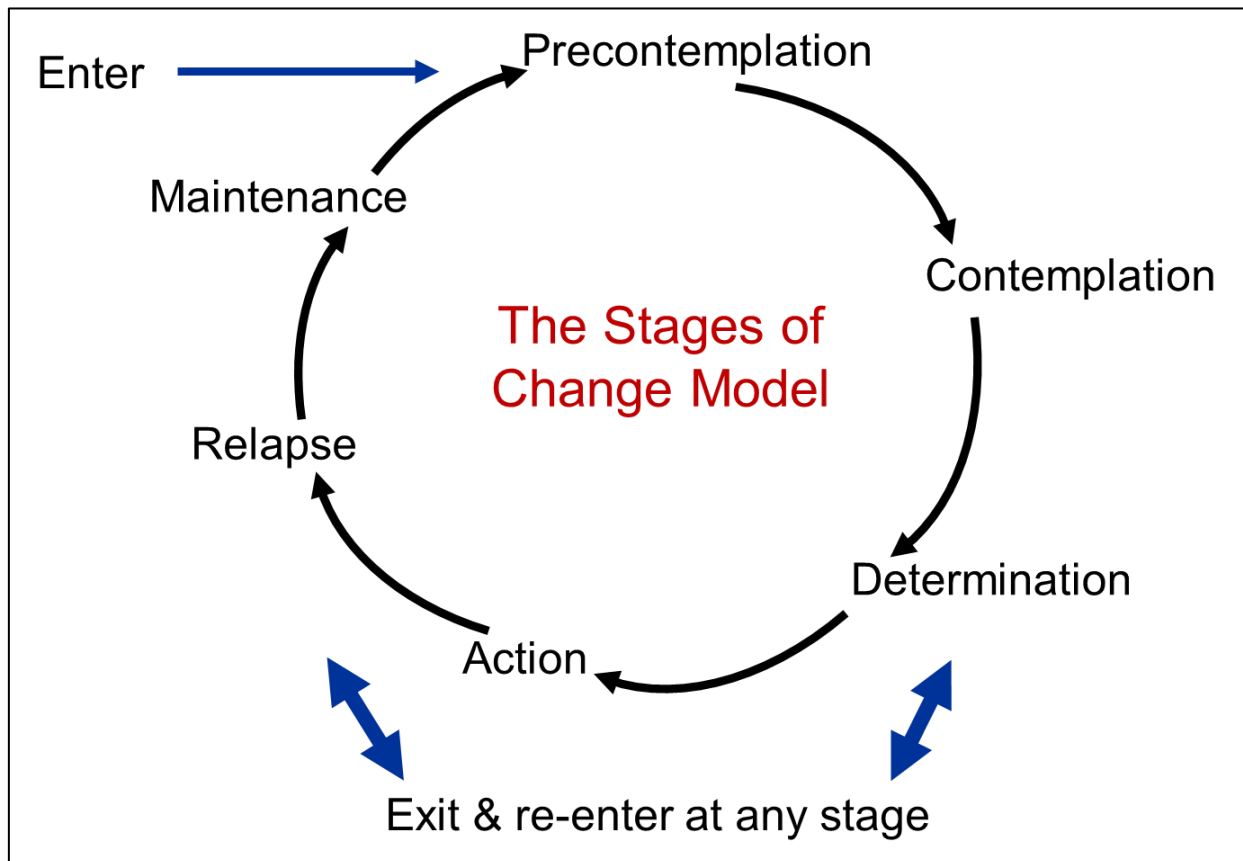 Enter
Precontemplation
Maintenance
Contemplation
The Stages of
Change Model
Relapse
Determination
Action
Exit & re-enter at any stage